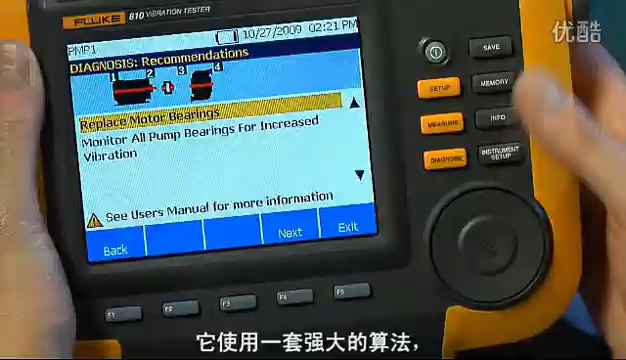 FLUKE 810 VIBRATION TESTER
优酷
PMP1 10/27/2009 02:21 PM
DIAGNOSIS: Recommendations
1 2 3 4
Replace Motor Bearings
Monitor All Pump Bearings For Increased
Vibration
See Users Manual for more information
Back Next Exit
SAVE
SETUP MEMORY
MEASURE INFO
DIAGNOSE INSTRUMENT SETUP
F1 F2 F3 F4 F5
它使用一套强大的算法，